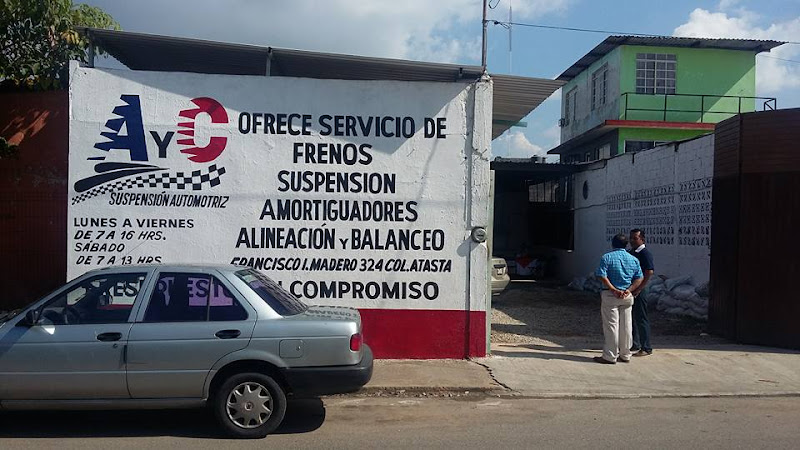 A Y C
SUSPENSIÓN AUTOMOTRIZ
LUNES A VIERNES
DE 7 A 16 HRS.
SÁBADO
DE 7 A 13 HRS.
OFRECE SERVICIO DE
FRENOS
SUSPENSION
AMORTIGUADORES
ALINEACIÓN Y BALANCEO
FRANCISCO I. MADERO 324 COL. ATASTA
COMPROMISO